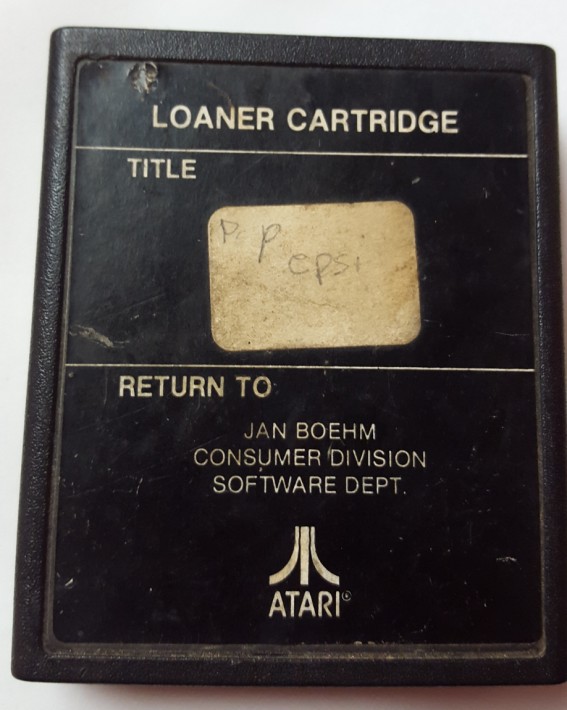 LOANER CARTRIDGE
TITLE
P p
epsi
RETURN TO
JAN BOEHM
CONSUMER DIVISION
SOFTWARE DEPT.
ATARI®